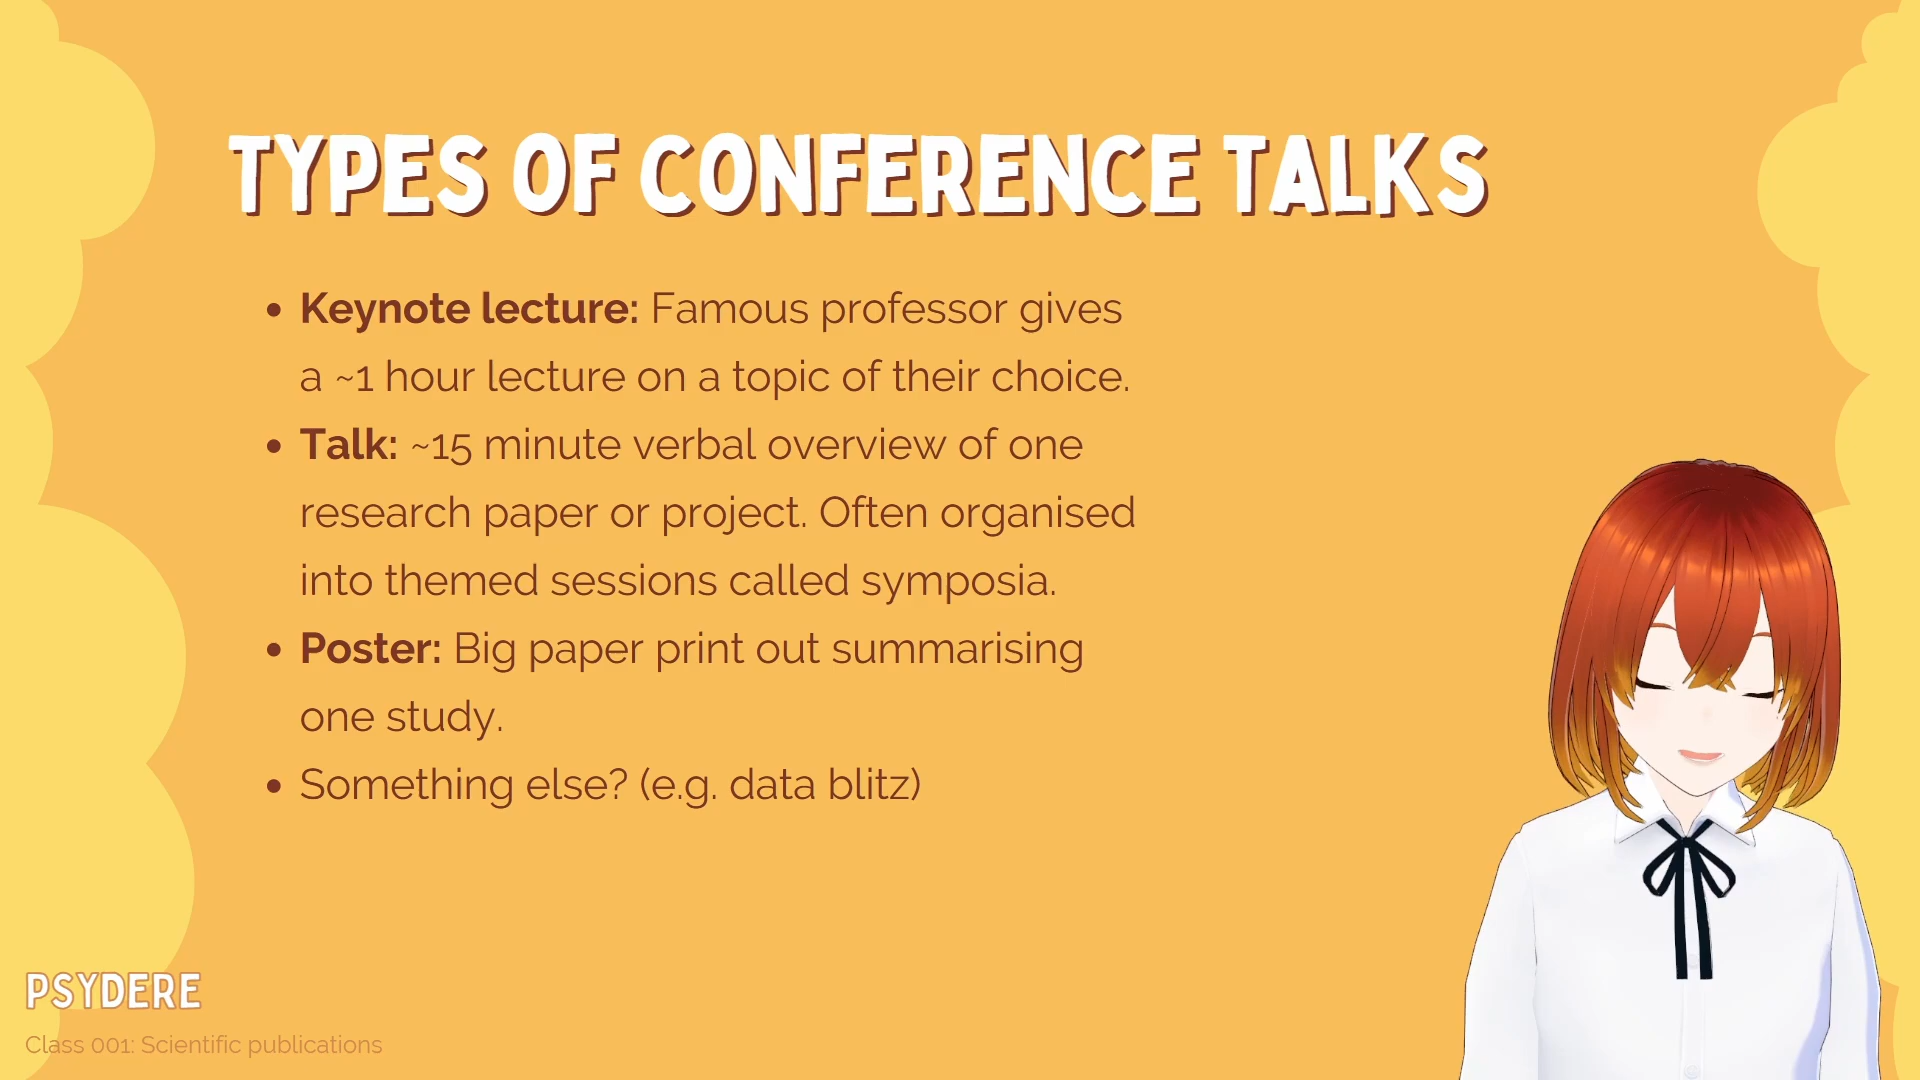 TYPES OF CONFERENCE TALKS
• Keynote lecture: Famous professor gives
a ~1 hour lecture on a topic of their choice.
• Talk: ~15 minute verbal overview of one
research paper or project. Often organised
into themed sessions called symposia.
• Poster: Big paper print out summarising
one study.
• Something else? (e.g. data blitz)
PSYDERE
Class 001: Scientific publications